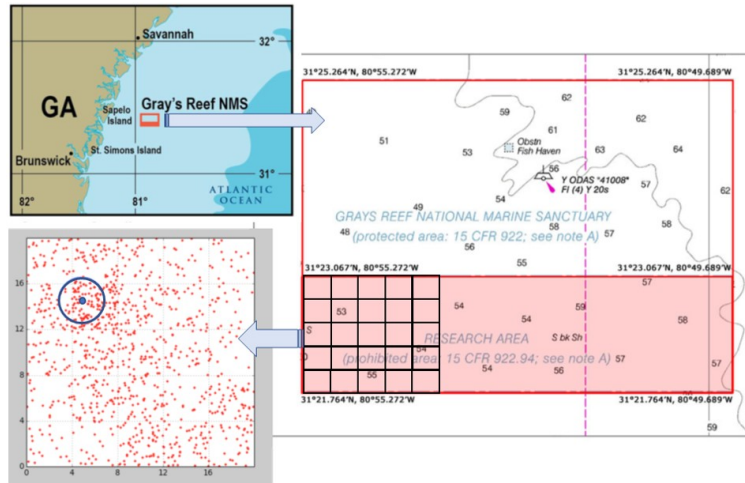 Savannah
32°
GA
Gray's Reef NMS
Sapelo
Island
St. Simons Island
Brunswick
31°
82°
81°
ATLANTIC
OCEAN
31°25.264'N, 80°55.272'W
31°25.264'N, 80°49.689'W
62
59
62
61
51
53
Obstn
Fish Haven
63
64
56
Y ODAS "41008"
Fl (4) Y 20s
57
57
49
54
GRAYS REEF NATIONAL MARINE SANCTUARY
58
57
58
48
(protected area: 15 CFR 922; see note A)
56
55
31°23.067'N, 80°55.272'W
31°23.067'N, 80°49.689'W
57
53
54
54
59
58
S
RESEARCH AREA
S bk Sh
54
(prohibited area: 15 CFR 922.94; see note A)
57
55
54
56
57
31°21.764'N, 80°55.272'W
31°21.764'N, 80°49.689'W
59
20
16
12
8
4
0
0
4
8
12
16